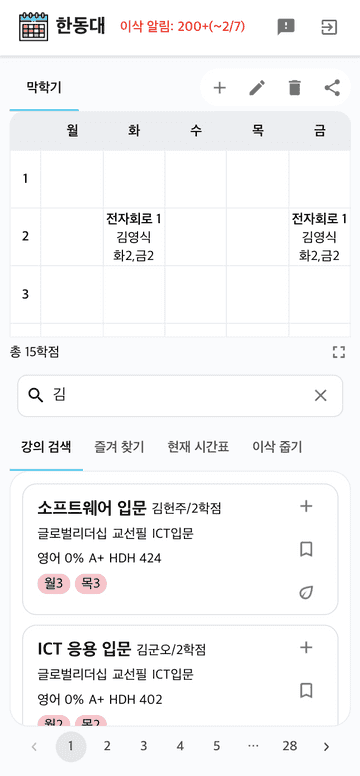 한동대 이삭 알림: 200+(~2/7)
막학기
월 화 수 목 금
1
전자회로 1 전자회로 1
2 김영식 김영식
화2,금2 화2,금2
3
총 15학점
김
강의 검색 즐겨 찾기 현재 시간표 이삭 줍기
소프트웨어 입문 김헌주/2학점
글로벌리더십 교선필 ICT입문
영어 0% A+ HDH 424
월3 목3
ICT 응용 입문 김군오/2학점
글로벌리더십 교선필 ICT입문
영어 0% A+ HDH 402
월2 목2
1 2 3 4 5 ... 28